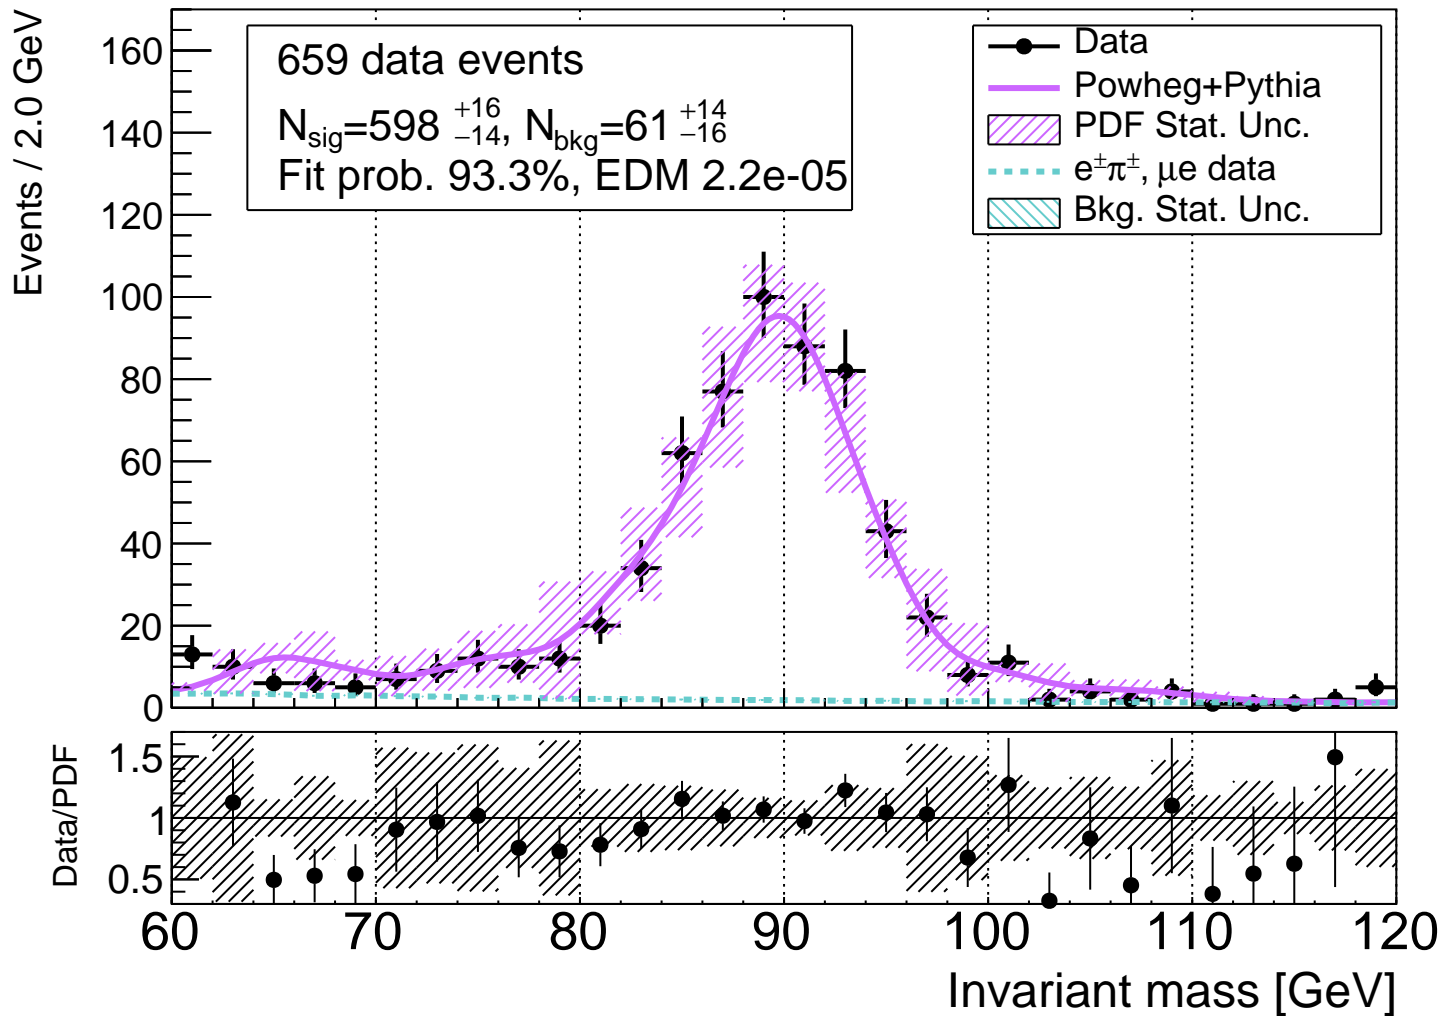 Events / 2.0 GeV
160
140
120
100
80
60
40
20
0
659 data events
N_sig=598 +16 −14, N_bkg=61 +14 −16
Fit prob. 93.3%, EDM 2.2e-05
Data
Powheg+Pythia
PDF Stat. Unc.
e±π±, μe data
Bkg. Stat. Unc.
Data/PDF
1.5
1
0.5
60 70 80 90 100 110 120
Invariant mass [GeV]